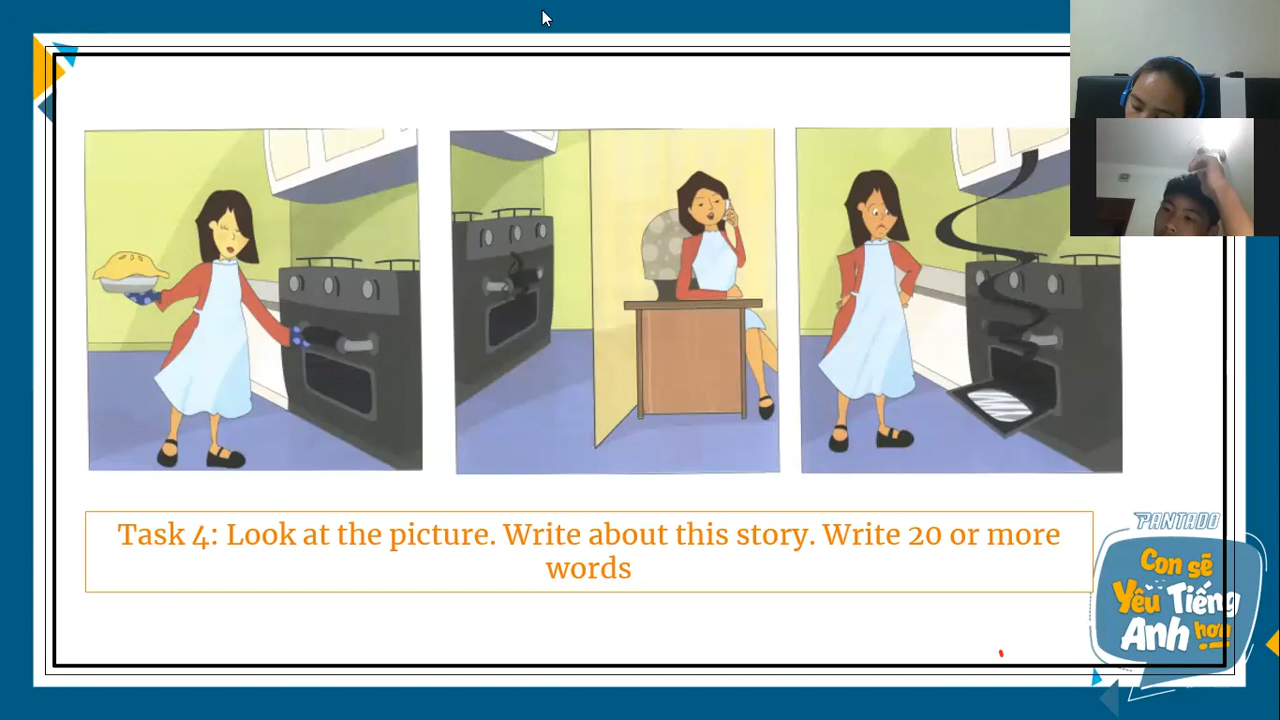 Task 4: Look at the picture. Write about this story. Write 20 or more
words
PANTADO
Con sẽ
Yêu Tiếng
Anh hơn